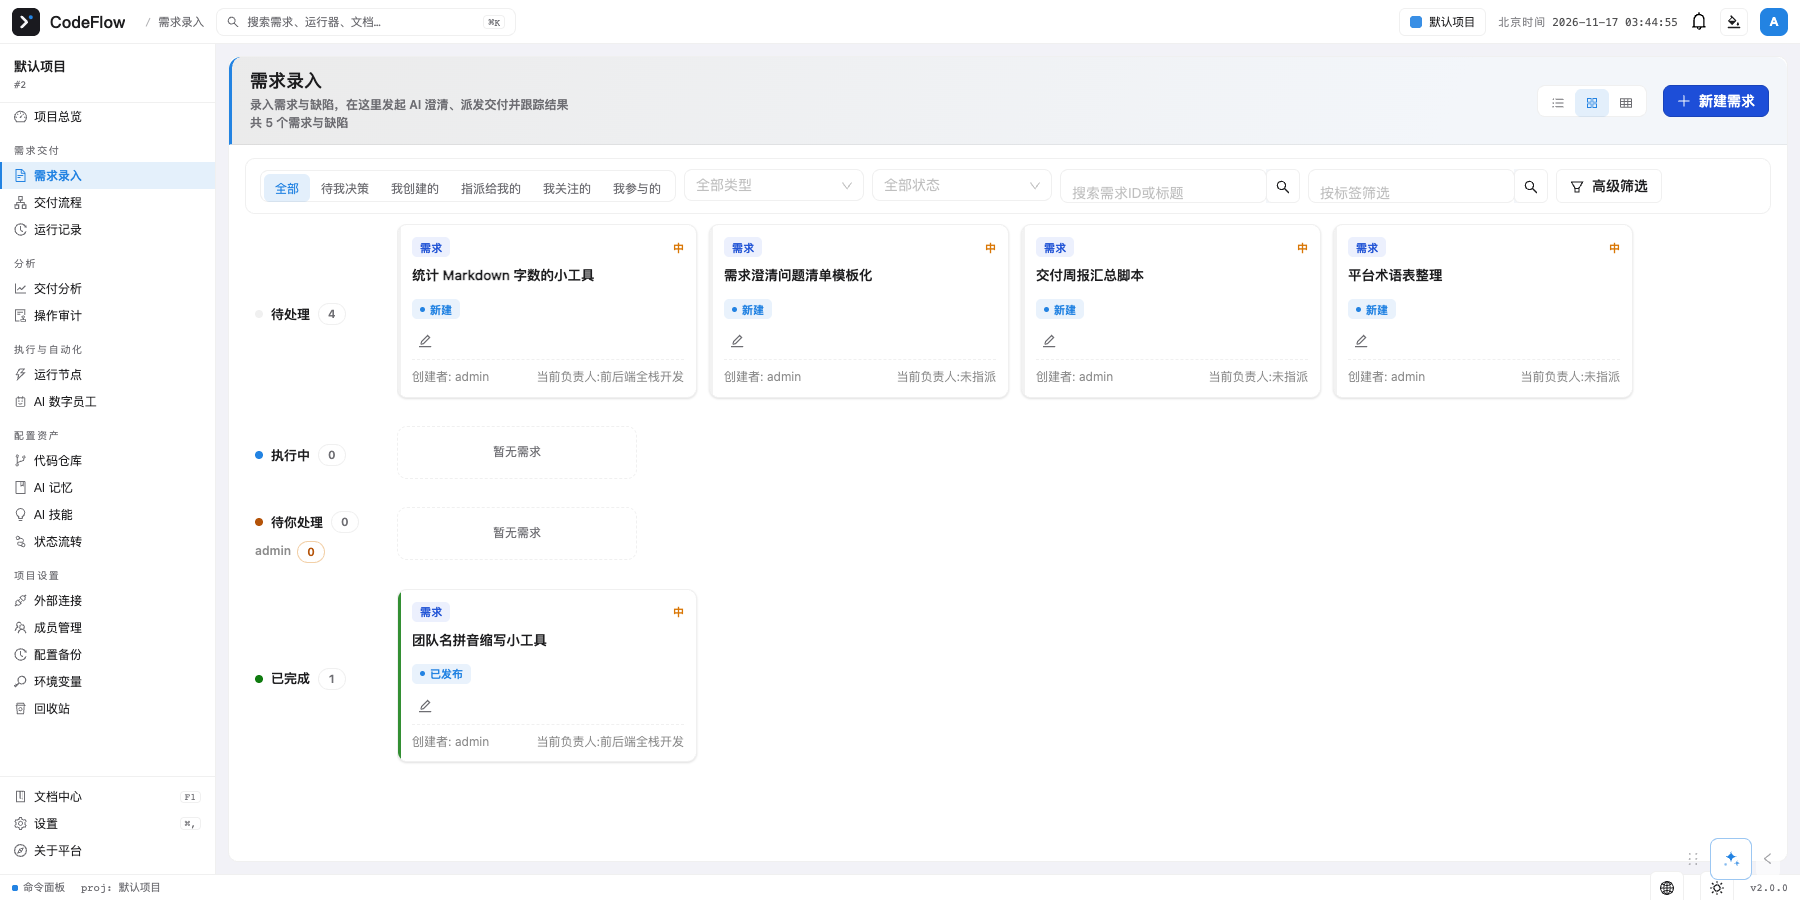 CodeFlow / 需求录入 搜索需求、运行器、文档... ⌘K 默认项目 北京时间 2026-11-17 03:44:55 A
默认项目
#2
项目总览
需求交付
需求录入
交付流程
运行记录
分析
交付分析
操作审计
执行与自动化
运行节点
AI 数字员工
配置资产
代码仓库
AI 记忆
AI 技能
状态流转
项目设置
外部连接
成员管理
配置备份
环境变量
回收站
文档中心 F1
设置 ⌘,
关于平台
需求录入
录入需求与缺陷，在这里发起 AI 澄清、派发交付并跟踪结果
共 5 个需求与缺陷
新建需求
全部 待我决策 我创建的 指派给我的 我关注的 我参与的 全部类型 全部状态 搜索需求ID或标题 按标签筛选 高级筛选
待处理 4
需求 中
统计 Markdown 字数的小工具
新建
创建者: admin 当前负责人:前后端全栈开发
需求 中
需求澄清问题清单模板化
新建
创建者: admin 当前负责人:未指派
需求 中
交付周报汇总脚本
新建
创建者: admin 当前负责人:未指派
需求 中
平台术语表整理
新建
创建者: admin 当前负责人:未指派
执行中 0
暂无需求
待你处理 0
admin 0
暂无需求
已完成 1
需求 中
团队名拼音缩写小工具
已发布
创建者: admin 当前负责人:前后端全栈开发
命令面板 proj: 默认项目 v2.0.0